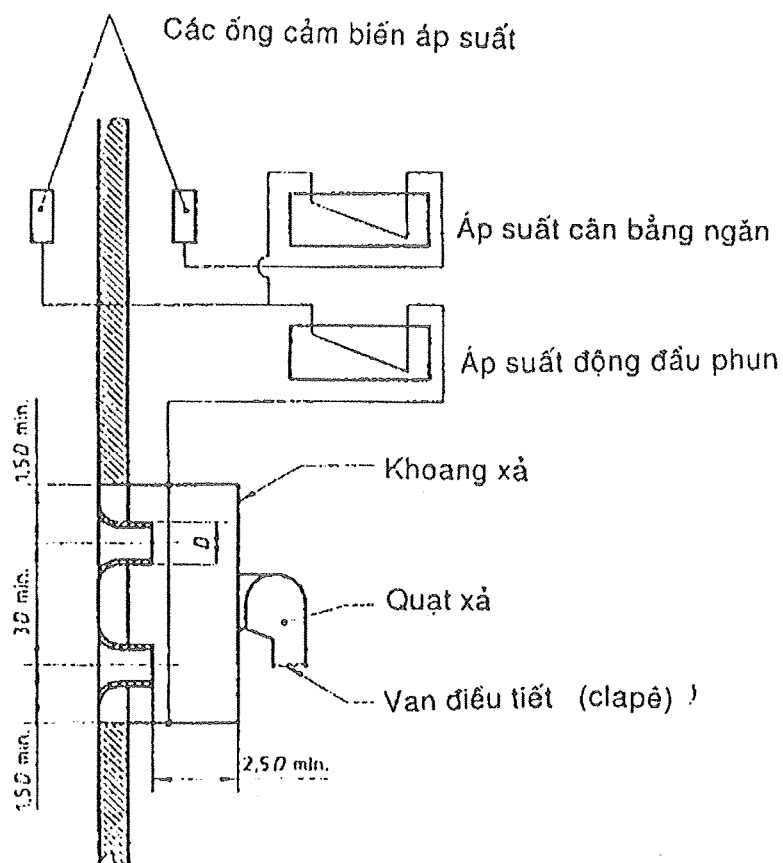 Các ống cảm biến áp suất
Áp suất cân bằng ngăn
Áp suất động đầu phun
1,5D min.
Khoang xả
D
3D min.
Quạt xả
Van điều tiết (clapê)
1,5D min.
2,5D min.